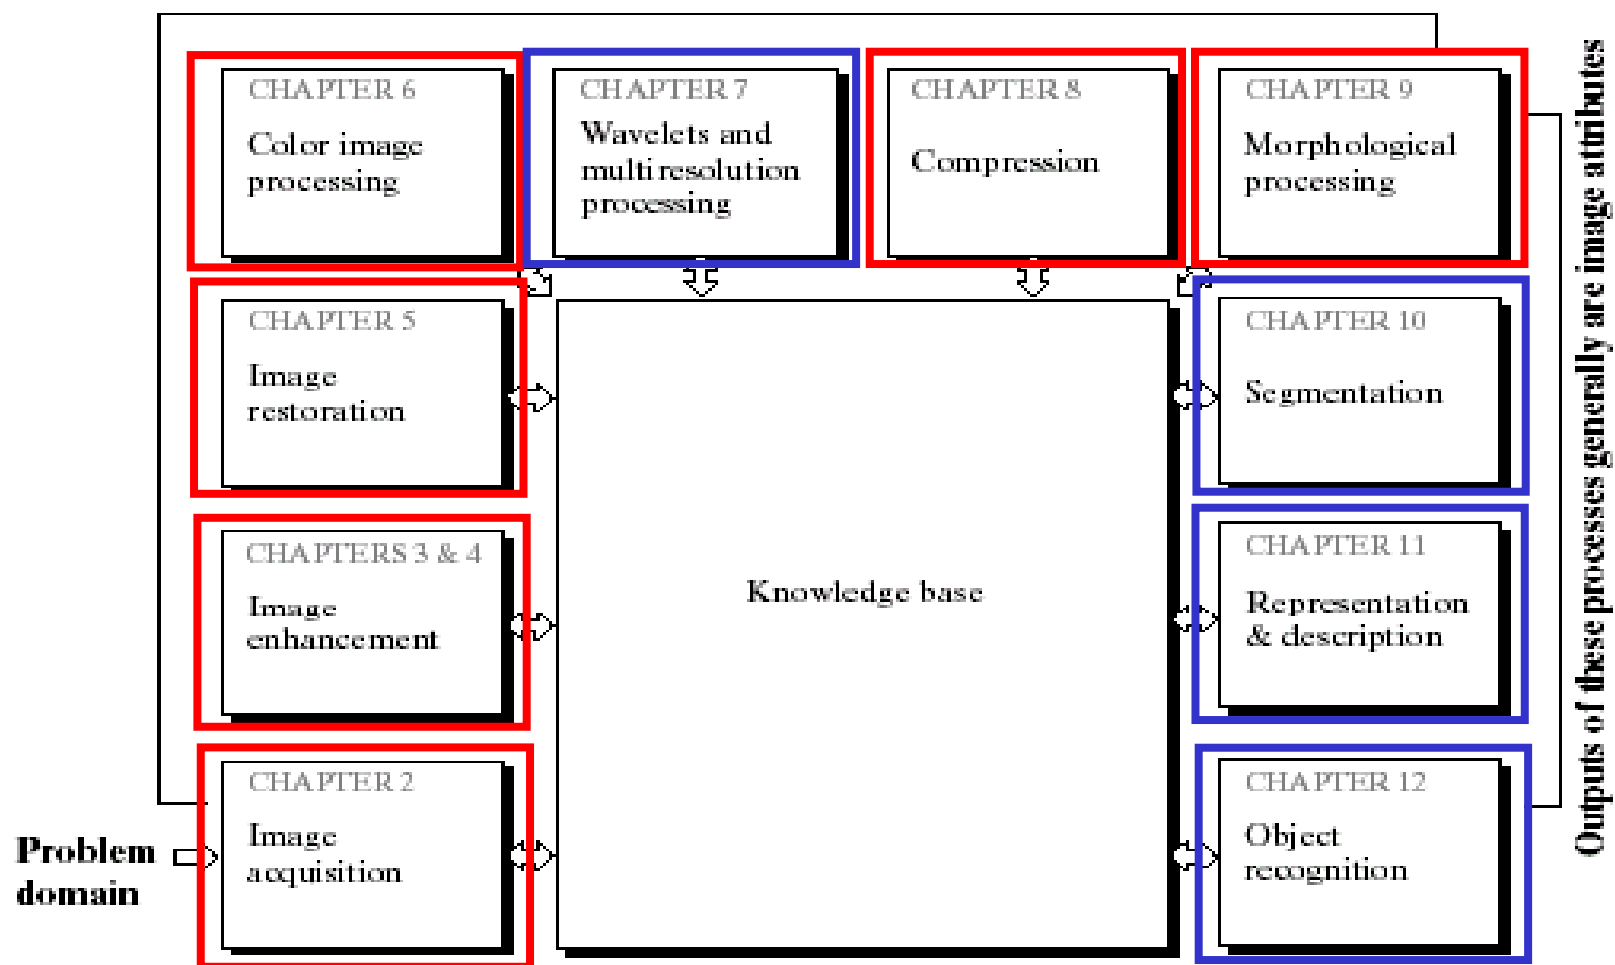 CHAPTER 6
Color image
processing
CHAPTER 7
Wavelets and
multiresolution
processing
CHAPTER 8
Compression
CHAPTER 9
Morphological
processing
CHAPTER 5
Image
restoration
CHAPTER 10
Segmentation
CHAPTERS 3 & 4
Image
enhancement
Knowledge base
CHAPTER 11
Representation
& description
CHAPTER 2
Image
acquisition
CHAPTER 12
Object
recognition
Problem
domain
Outputs of these processes generally are image attributes